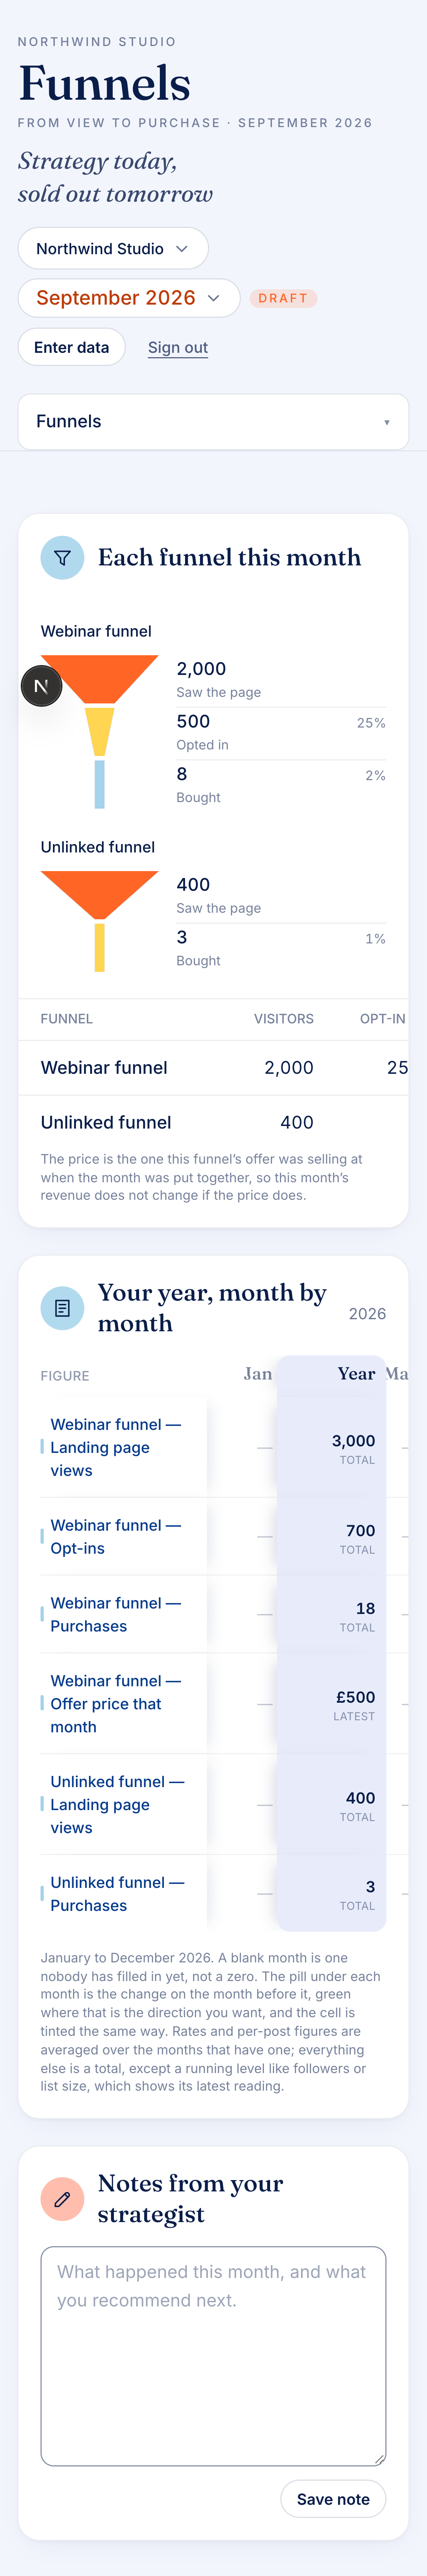 NORTHWIND STUDIO
Funnels
FROM VIEW TO PURCHASE · SEPTEMBER 2026
Strategy today,
sold out tomorrow
Northwind Studio
September 2026
DRAFT
Enter data
Sign out
Funnels
Each funnel this month
Webinar funnel
N
2,000
Saw the page
500 25%
Opted in
8 2%
Bought
Unlinked funnel
400
Saw the page
3 1%
Bought
FUNNEL VISITORS OPT-IN
Webinar funnel 2,000 25
Unlinked funnel 400
The price is the one this funnel’s offer was selling at
when the month was put together, so this month’s
revenue does not change if the price does.
Your year, month by
month
2026
FIGURE Jan Year Ma
Webinar funnel —
Landing page
views
— 3,000 —
TOTAL
Webinar funnel —
Opt-ins
— 700 —
TOTAL
Webinar funnel —
Purchases
— 18 —
TOTAL
Webinar funnel —
Offer price that
month
— £500 —
LATEST
Unlinked funnel —
Landing page
views
— 400 —
TOTAL
Unlinked funnel —
Purchases
— 3 —
TOTAL
January to December 2026. A blank month is one
nobody has filled in yet, not a zero. The pill under each
month is the change on the month before it, green
where that is the direction you want, and the cell is
tinted the same way. Rates and per-post figures are
averaged over the months that have one; everything
else is a total, except a running level like followers or
list size, which shows its latest reading.
Notes from your
strategist
What happened this month, and what
you recommend next.
Save note